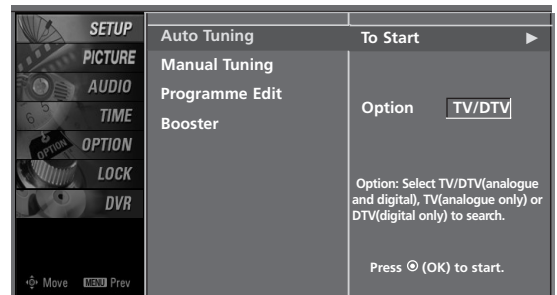 SETUP
PICTURE
AUDIO
TIME
OPTION
LOCK
DVR
Move MENU Prev
Auto Tuning
Manual Tuning
Programme Edit
Booster
To Start ▶
Option TV/DTV
Option: Select TV/DTV(analogue
and digital), TV(analogue only) or
DTV(digital only) to search.
Press ⊙ (OK) to start.